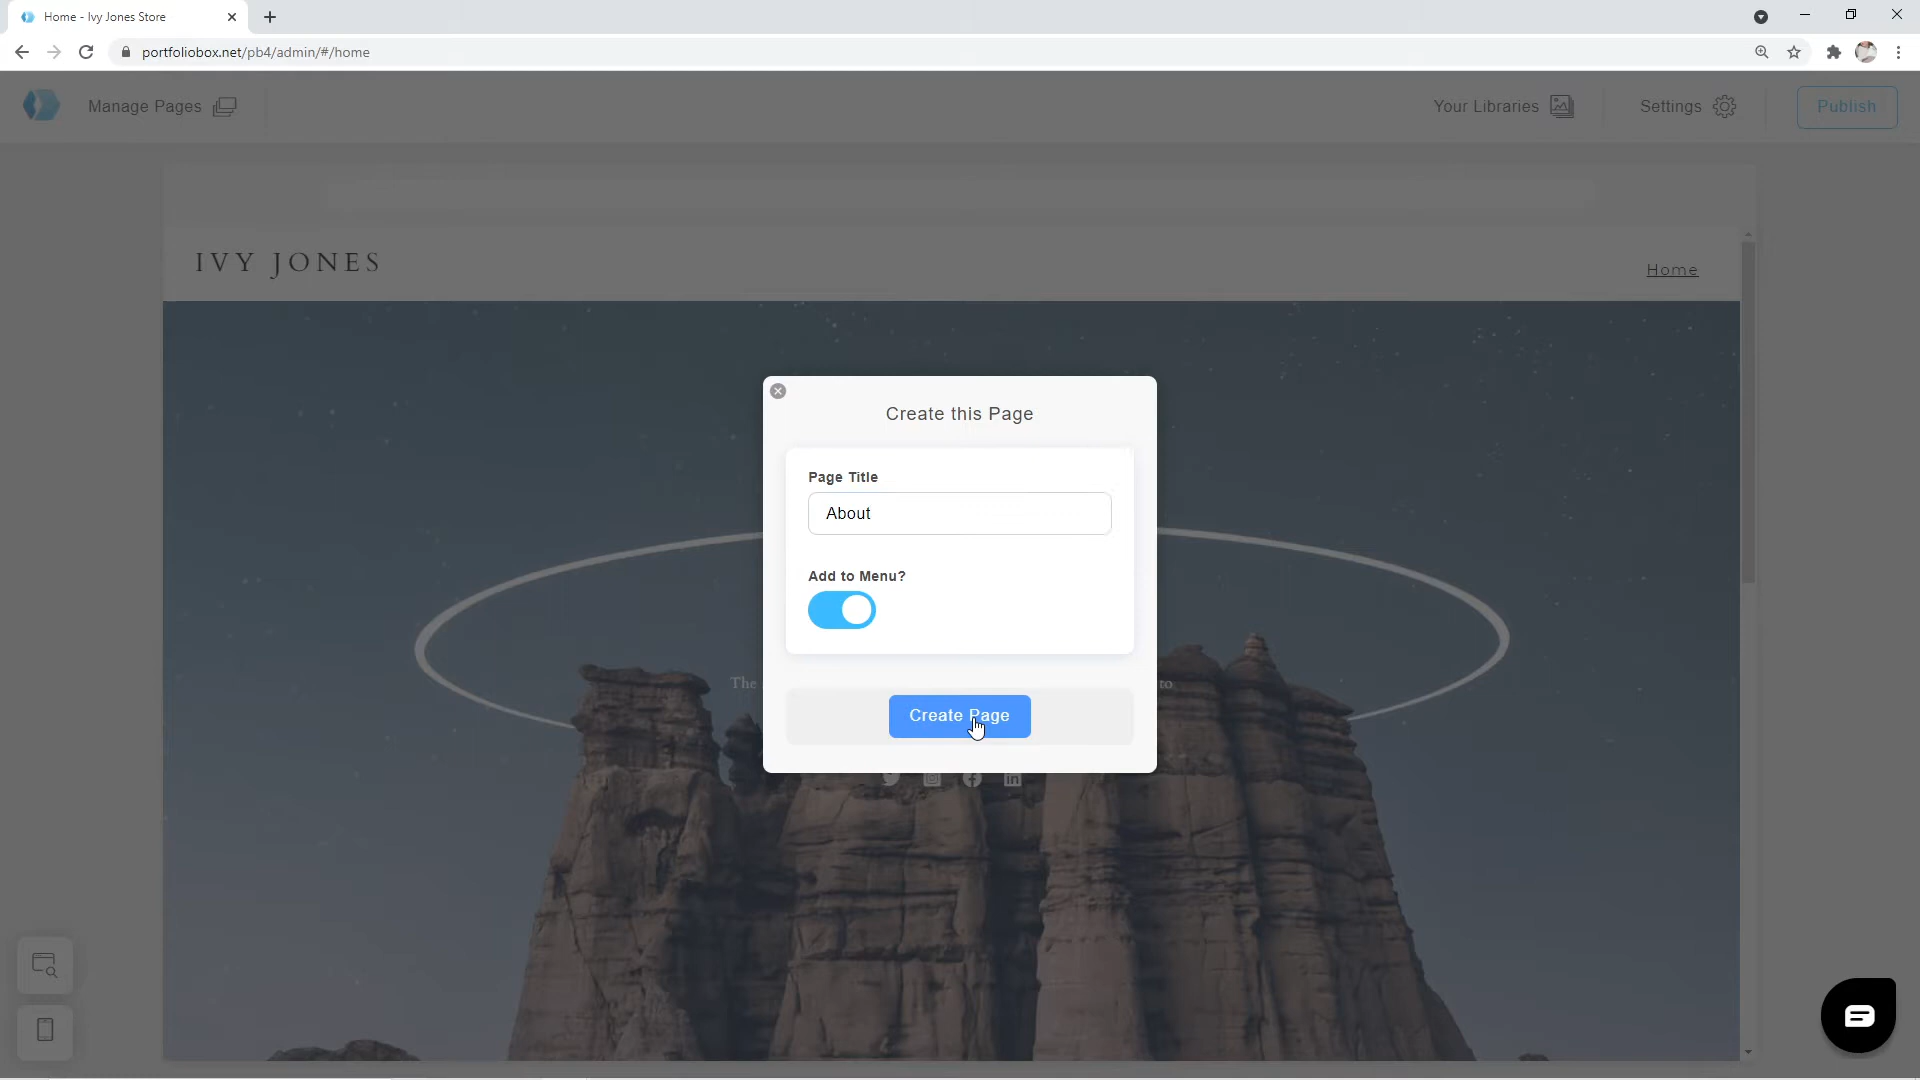 Home - Ivy Jones Store
portfoliobox.net/pb4/admin/#/home
Manage Pages
Your Libraries
Settings
Publish
IVY JONES
Home
Create this Page
Page Title
About
Add to Menu?
The
to
Create Page